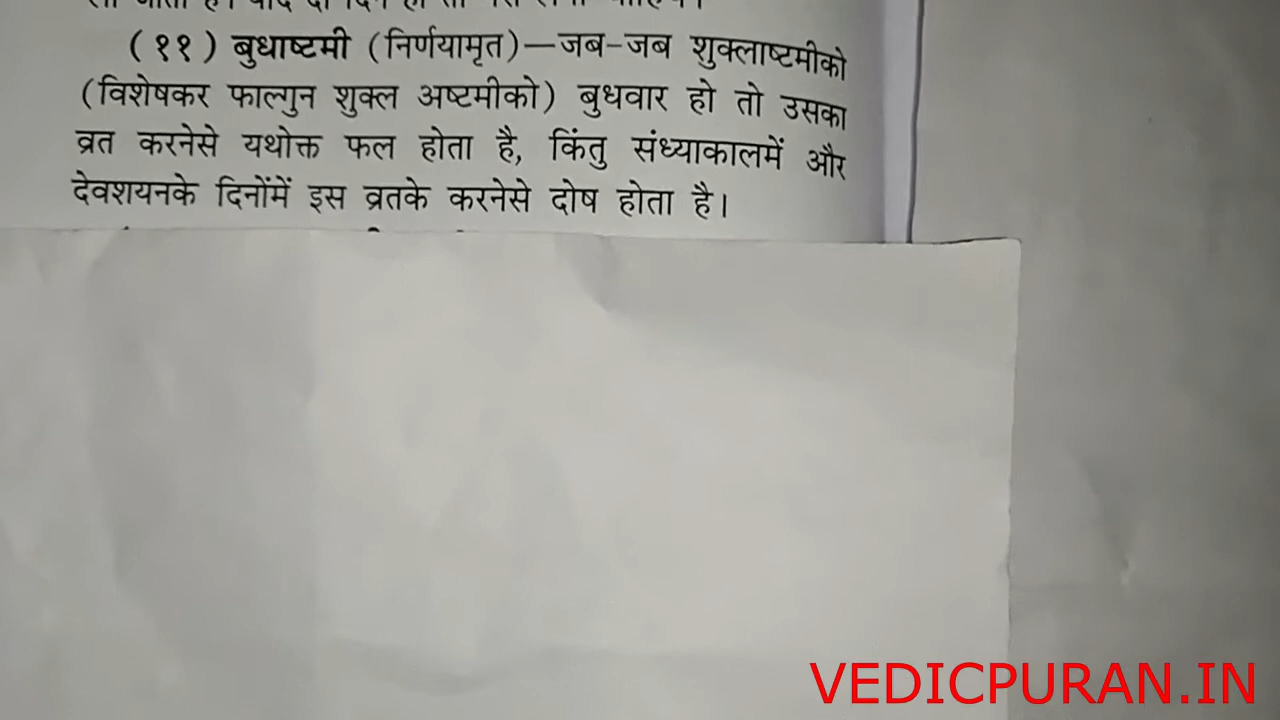 (११) बुधाष्टमी (निर्णयामृत)—जब-जब शुक्लाष्टमीको
(विशेषकर फाल्गुन शुक्ल अष्टमीको) बुधवार हो तो उसका
व्रत करनेसे यथोक्त फल होता है, किंतु संध्याकालमें और
देवशयनके दिनोंमें इस व्रतके करनेसे दोष होता है।
VEDICPURAN.IN